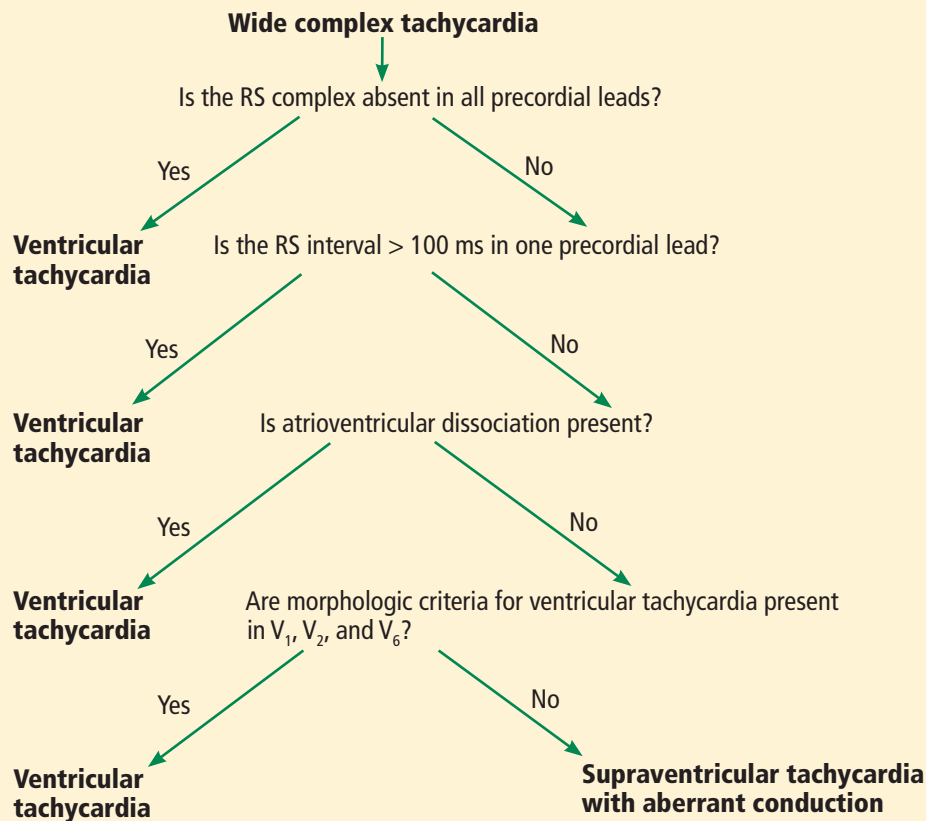 Wide complex tachycardia
Is the RS complex absent in all precordial leads?
Yes
No
Ventricular
tachycardia
Is the RS interval > 100 ms in one precordial lead?
Yes
No
Ventricular
tachycardia
Is atrioventricular dissociation present?
Yes
No
Ventricular
tachycardia
Are morphologic criteria for ventricular tachycardia present
in V₁, V₂, and V₆?
Yes
No
Ventricular
tachycardia
Supraventricular tachycardia
with aberrant conduction